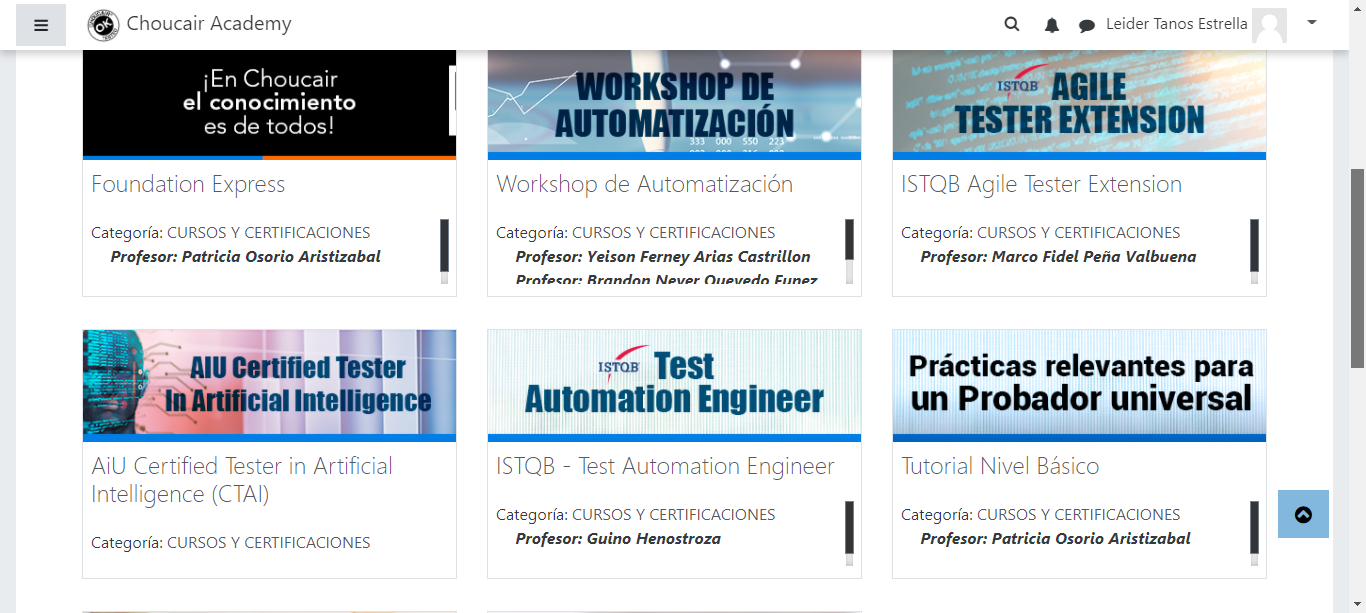 Choucair Academy
Leider Tanos Estrella
¡En Choucair
el conocimiento
es de todos!
Foundation Express
Categoría: CURSOS Y CERTIFICACIONES
Profesor: Patricia Osorio Aristizabal
WORKSHOP DE
AUTOMATIZACIÓN
333 000 550 223
Workshop de Automatización
Categoría: CURSOS Y CERTIFICACIONES
Profesor: Yeison Ferney Arias Castrillon
Profesor: Brandon Never Quevedo Funez
ISTQB AGILE
TESTER EXTENSION
ISTQB Agile Tester Extension
Categoría: CURSOS Y CERTIFICACIONES
Profesor: Marco Fidel Peña Valbuena
AIU Certified Tester
In Artificial Intelligence
AiU Certified Tester in Artificial
Intelligence (CTAI)
Categoría: CURSOS Y CERTIFICACIONES
ISTQB Test
Automation Engineer
ISTQB - Test Automation Engineer
Categoría: CURSOS Y CERTIFICACIONES
Profesor: Guino Henostroza
Prácticas relevantes para
un Probador universal
Tutorial Nivel Básico
Categoría: CURSOS Y CERTIFICACIONES
Profesor: Patricia Osorio Aristizabal